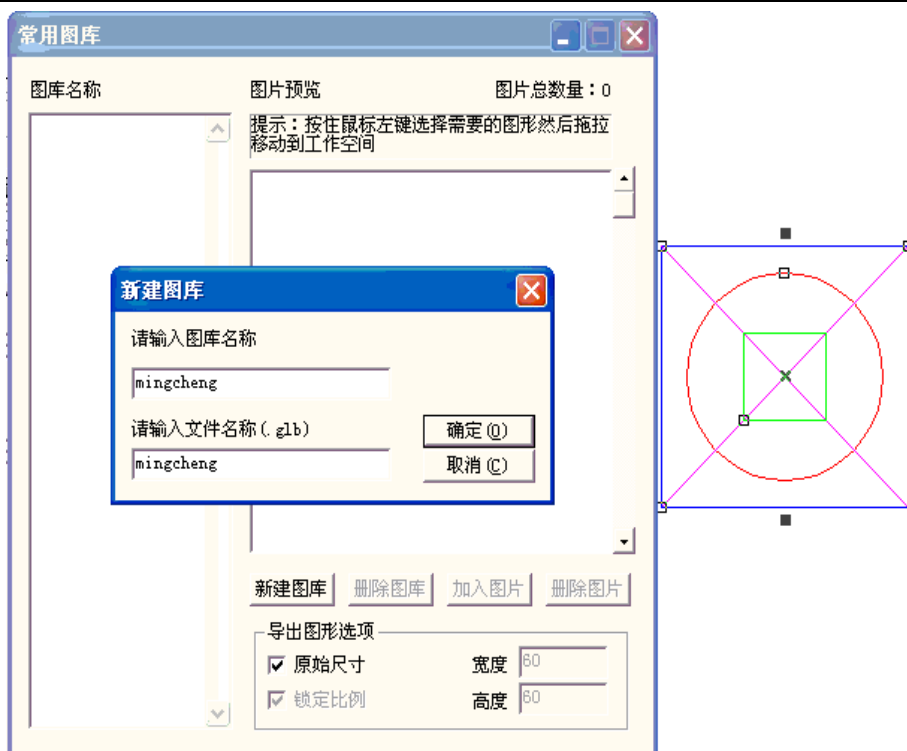 常用图库
图库名称
图片预览
图片总数量：0
提示：按住鼠标左键选择需要的图形然后拖拉
移动到工作空间
新建图库
请输入图库名称
mingcheng
请输入文件名称(.glb)
mingcheng
确定(O)
取消(C)
新建图库
删除图库
加入图片
删除图片
导出图形选项
原始尺寸
宽度
60
锁定比例
高度
60